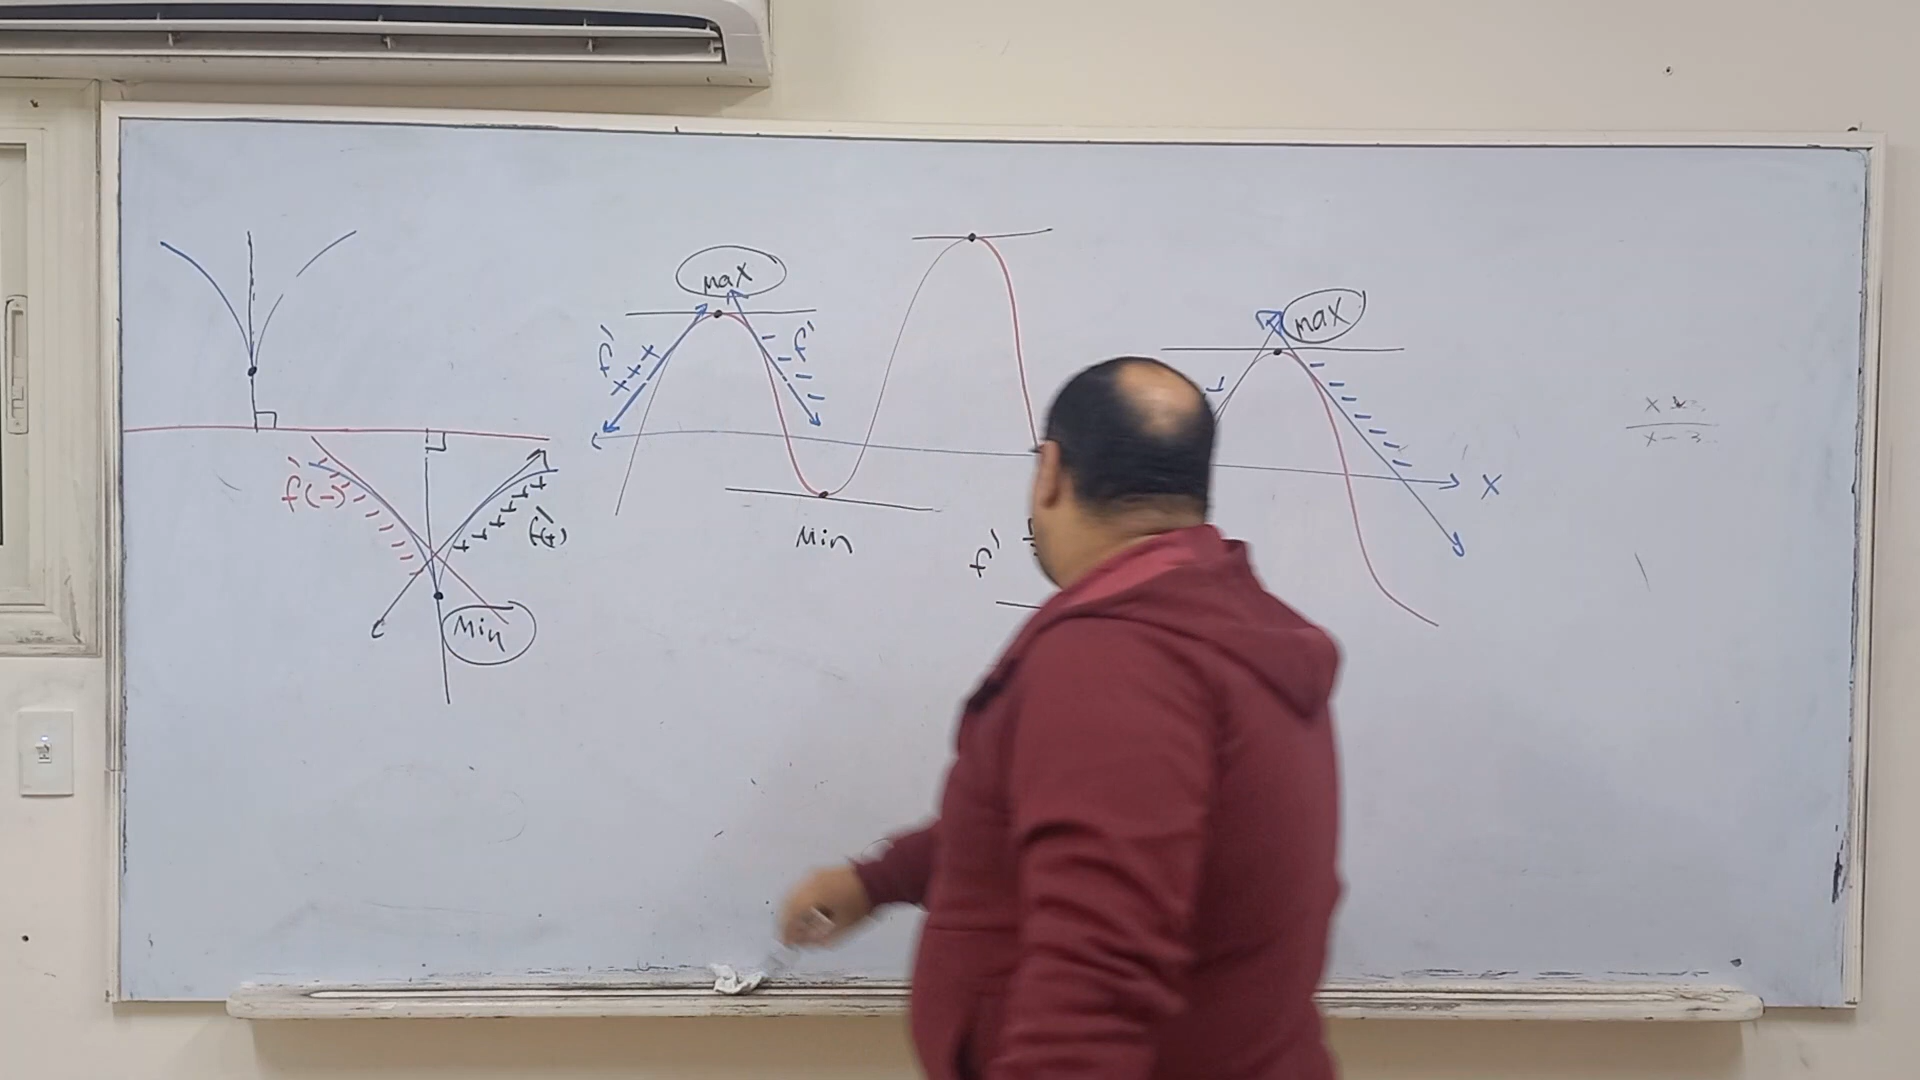 max
max
f'
+ + +
f'
x
f'(-)
f'(+)
Min
f'
Min